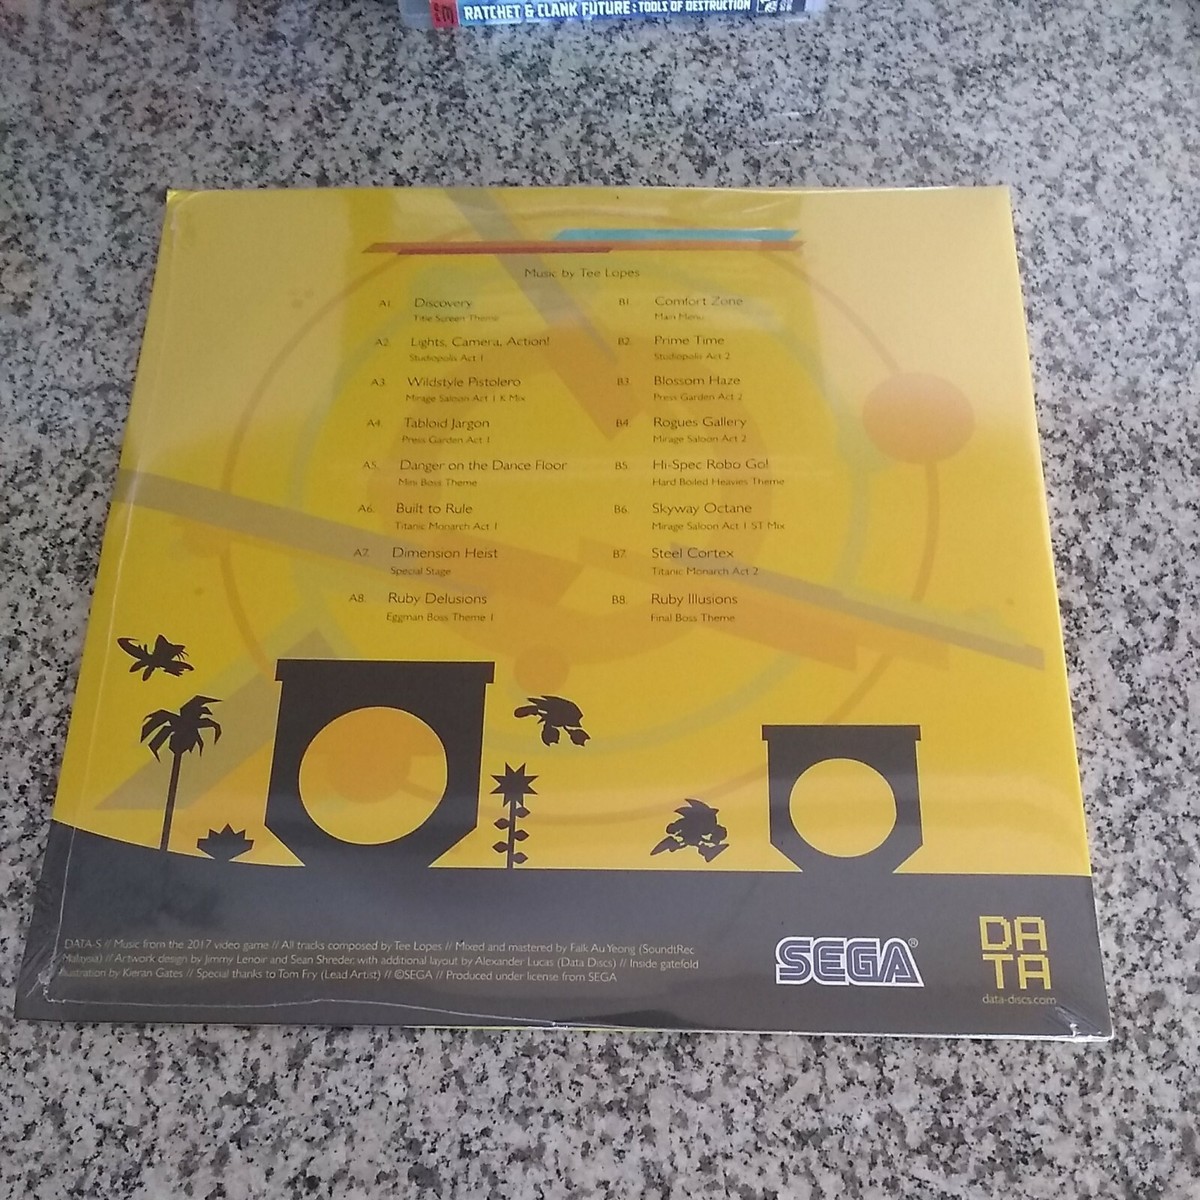 RATCHET & CLANK FUTURE: TOOLS OF DESTRUCTION
Music by Tee Lopes
A1. Discovery
Title Screen Theme
A2. Lights, Camera, Action!
Studiopolis Act 1
A3. Wildstyle Pistolero
Mirage Saloon Act 1 K Mix
A4. Tabloid Jargon
Press Garden Act 1
A5. Danger on the Dance Floor
Mini Boss Theme
A6. Built to Rule
Titanic Monarch Act 1
A7. Dimension Heist
Special Stage
A8. Ruby Delusions
Eggman Boss Theme 1
B1. Comfort Zone
Main Menu
B2. Prime Time
Studiopolis Act 2
B3. Blossom Haze
Press Garden Act 2
B4. Rogues Gallery
Mirage Saloon Act 2
B5. Hi-Spec Robo Go!
Hard Boiled Heavies Theme
B6. Skyway Octane
Mirage Saloon Act 1 ST Mix
B7. Steel Cortex
Titanic Monarch Act 2
B8. Ruby Illusions
Final Boss Theme
DATA-S // Music from the 2017 video game // All tracks composed by Tee Lopes // Mixed and mastered by Falk Au Yeong (SoundtRec
Malaysia) // Artwork design by Jimmy Lenoir and Sean Shredec with additional layout by Alexander Lucas (Data Discs) // Inside gatefold
illustration by Kieran Gates // Special thanks to Tom Fry (Lead Artist) // ©SEGA // Produced under license from SEGA
SEGA®
DA
TA
data-discs.com